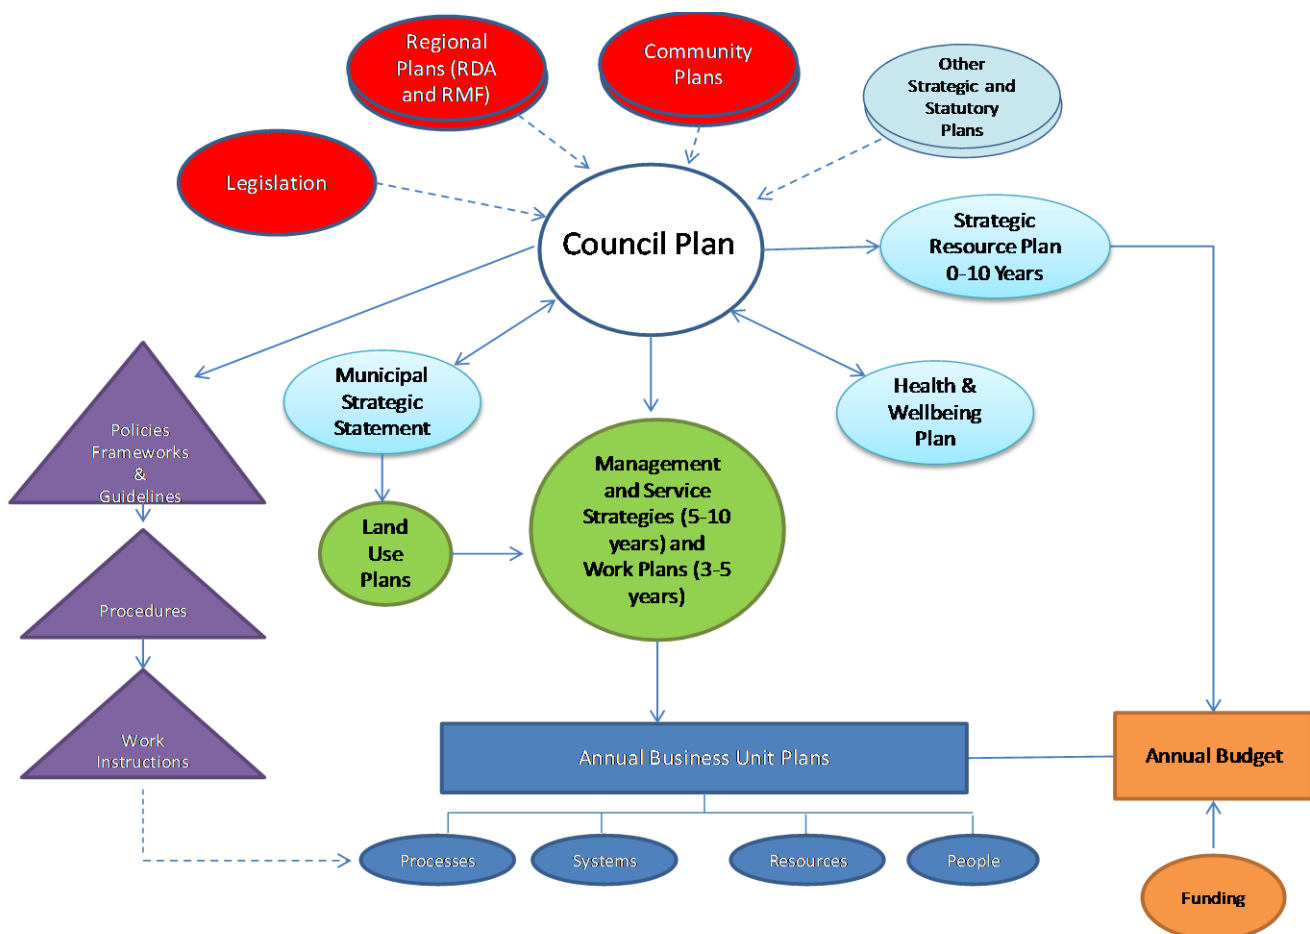 Regional
Plans (RDA
and RMF)
Community
Plans
Other
Strategic and
Statutory
Plans
Legislation
Council Plan
Strategic
Resource Plan
0-10 Years
Municipal
Strategic
Statement
Health &
Wellbeing
Plan
Policies
Frameworks
&
Guidelines
Management
and Service
Strategies (5-10
years) and
Work Plans (3-5
years)
Land
Use
Plans
Procedures
Work
Instructions
Annual Business Unit Plans
Annual Budget
Processes
Systems
Resources
People
Funding